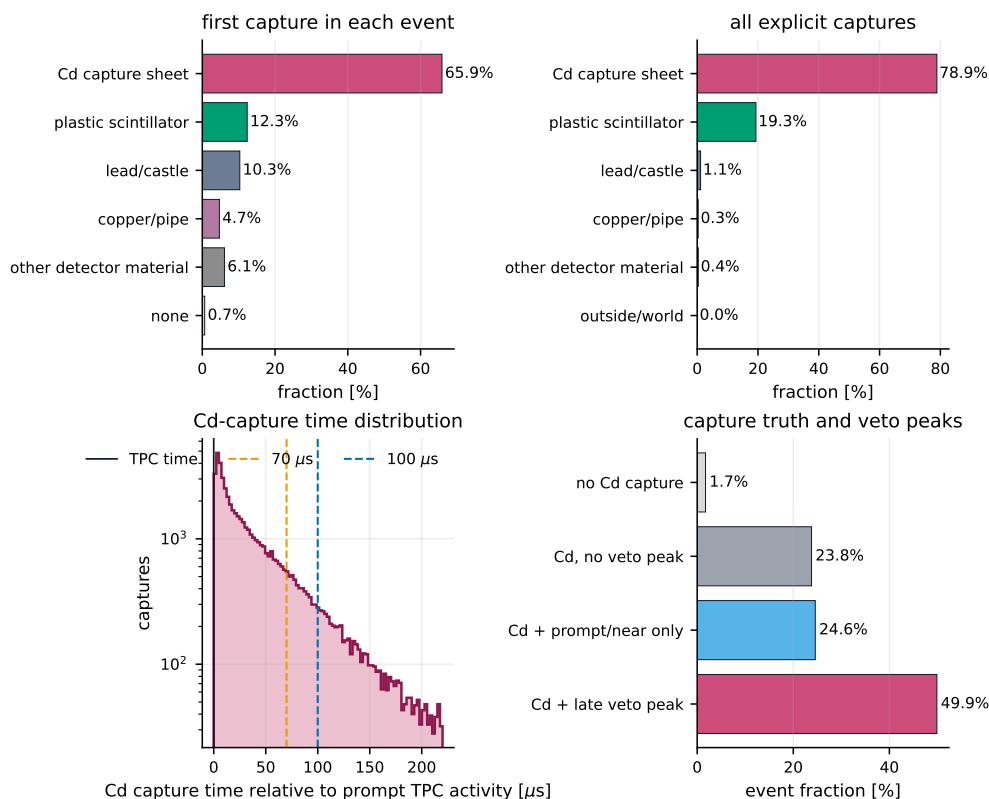 first capture in each event
Cd capture sheet
65.9%
plastic scintillator
12.3%
lead/castle
10.3%
copper/pipe
4.7%
other detector material
6.1%
none
0.7%
0 20 40 60
fraction [%]
all explicit captures
Cd capture sheet
78.9%
plastic scintillator
19.3%
lead/castle
1.1%
copper/pipe
0.3%
other detector material
0.4%
outside/world
0.0%
0 20 40 60 80
fraction [%]
Cd-capture time distribution
TPC time
70 μs
100 μs
10³
10²
captures
0 50 100 150 200
Cd capture time relative to prompt TPC activity [μs]
capture truth and veto peaks
no Cd capture
1.7%
Cd, no veto peak
23.8%
Cd + prompt/near only
24.6%
Cd + late veto peak
49.9%
0 20 40
event fraction [%]